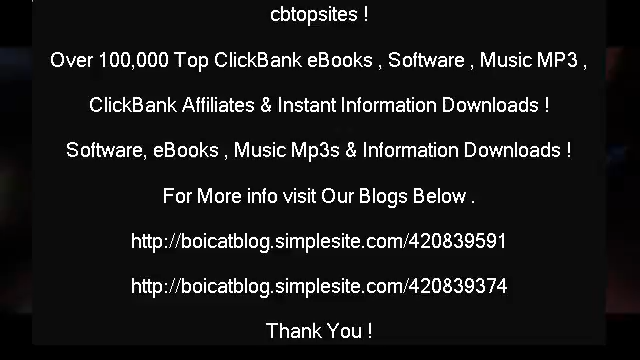 cbtopsites !
Over 100,000 Top ClickBank eBooks , Software , Music MP3 ,
ClickBank Affiliates & Instant Information Downloads !
Software, eBooks , Music Mp3s & Information Downloads !
For More info visit Our Blogs Below .
http://boicatblog.simplesite.com/420839591
http://boicatblog.simplesite.com/420839374
Thank You !